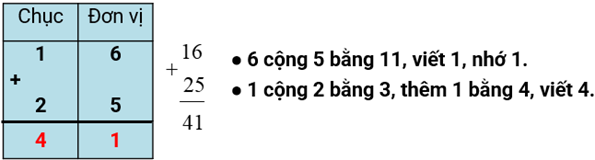 Chục Đơn vị
1 6
+
2 5
4 1
16
+
25
41
● 6 cộng 5 bằng 11, viết 1, nhớ 1.
● 1 cộng 2 bằng 3, thêm 1 bằng 4, viết 4.